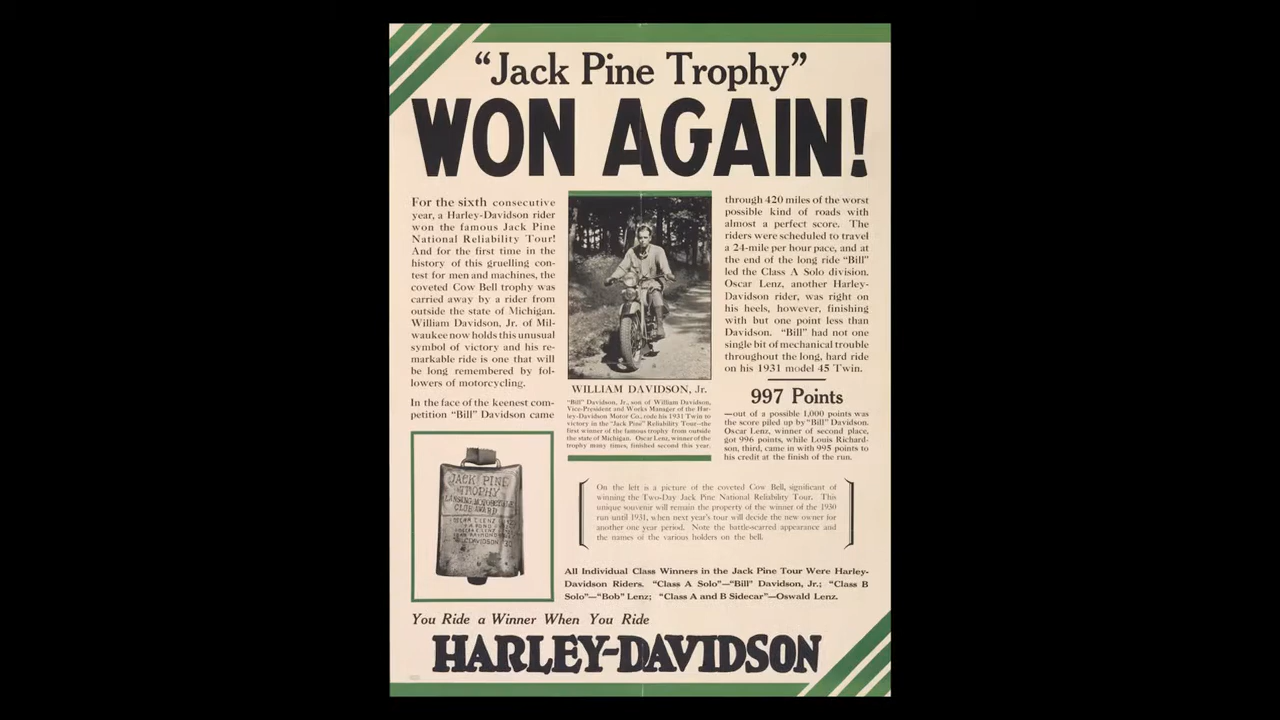 “Jack Pine Trophy”
WON AGAIN!
For the sixth consecutive
year, a Harley-Davidson rider
won the famous Jack Pine
National Reliability Tour!
And for the first time in the
history of this gruelling con-
test for men and machines, the
coveted Cow Bell trophy was
carried away by a rider from
outside the state of Michigan.
William Davidson, Jr. of Mil-
waukee now holds this unusual
symbol of victory and his re-
markable ride is one that will
be long remembered by fol-
lowers of motorcycling.
In the face of the keenest com-
petition “Bill” Davidson came
through 420 miles of the worst
possible kind of roads with
almost a perfect score. The
riders were scheduled to travel
a 24-mile per hour pace, and at
the end of the long ride “Bill”
led the Class A Solo division.
Oscar Lenz, another Harley-
Davidson rider, was right on
his heels, however, finishing
with but one point less than
Davidson. “Bill” had not one
single bit of mechanical trouble
throughout the long, hard ride
on his 1931 model 45 Twin.
WILLIAM DAVIDSON, Jr.
“Bill” Davidson, Jr., son of William Davidson,
Vice-President and Works Manager of the Har-
ley-Davidson Motor Co., rode his 1931 Twin to
victory in the “Jack Pine” Reliability Tour—the
first winner of the famous trophy from outside
the state of Michigan. Oscar Lenz, winner of the
trophy many times, finished second this year.
997 Points
—out of a possible 1,000 points was
the score piled up by “Bill” Davidson.
Oscar Lenz, winner of second place,
got 996 points, while Louis Richard-
son, third, came in with 995 points to
his credit at the finish of the run.
JACK PINE
TROPHY
LANSING MOTORCYCLE
CLUB AWARD
On the left is a picture of the coveted Cow Bell, significant of
winning the Two-Day Jack Pine National Reliability Tour. This
unique souvenir will remain the property of the winner of the 1930
run until 1931, when next year's tour will decide the new owner for
another one year period. Note the battle-scarred appearance and
the names of the various holders on the bell.
All Individual Class Winners in the Jack Pine Tour Were Harley-
Davidson Riders. “Class A Solo”—“Bill” Davidson, Jr.; “Class B
Solo”—“Bob” Lenz; “Class A and B Sidecar”—Oswald Lenz.
You Ride a Winner When You Ride
HARLEY-DAVIDSON